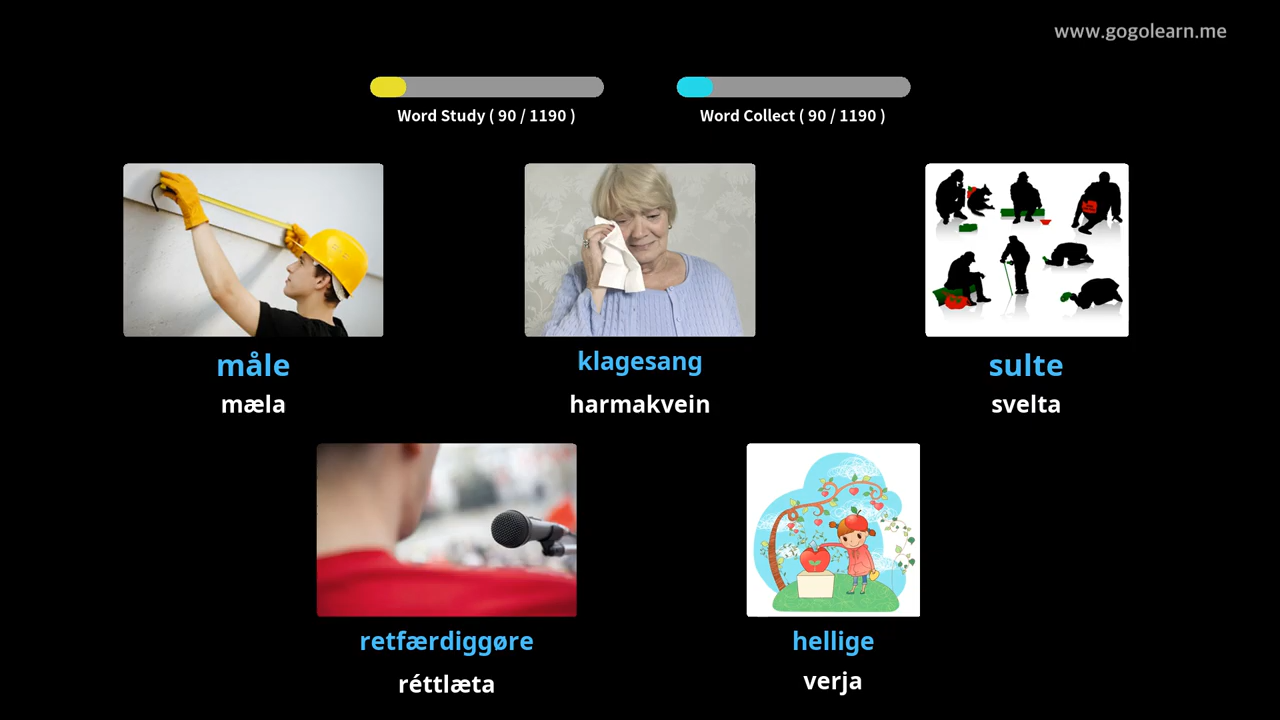 www.gogolearn.me
Word Study ( 90 / 1190 )
Word Collect ( 90 / 1190 )
måle
mæla
klagesang
harmakvein
sulte
svelta
retfærdiggøre
réttlæta
hellige
verja